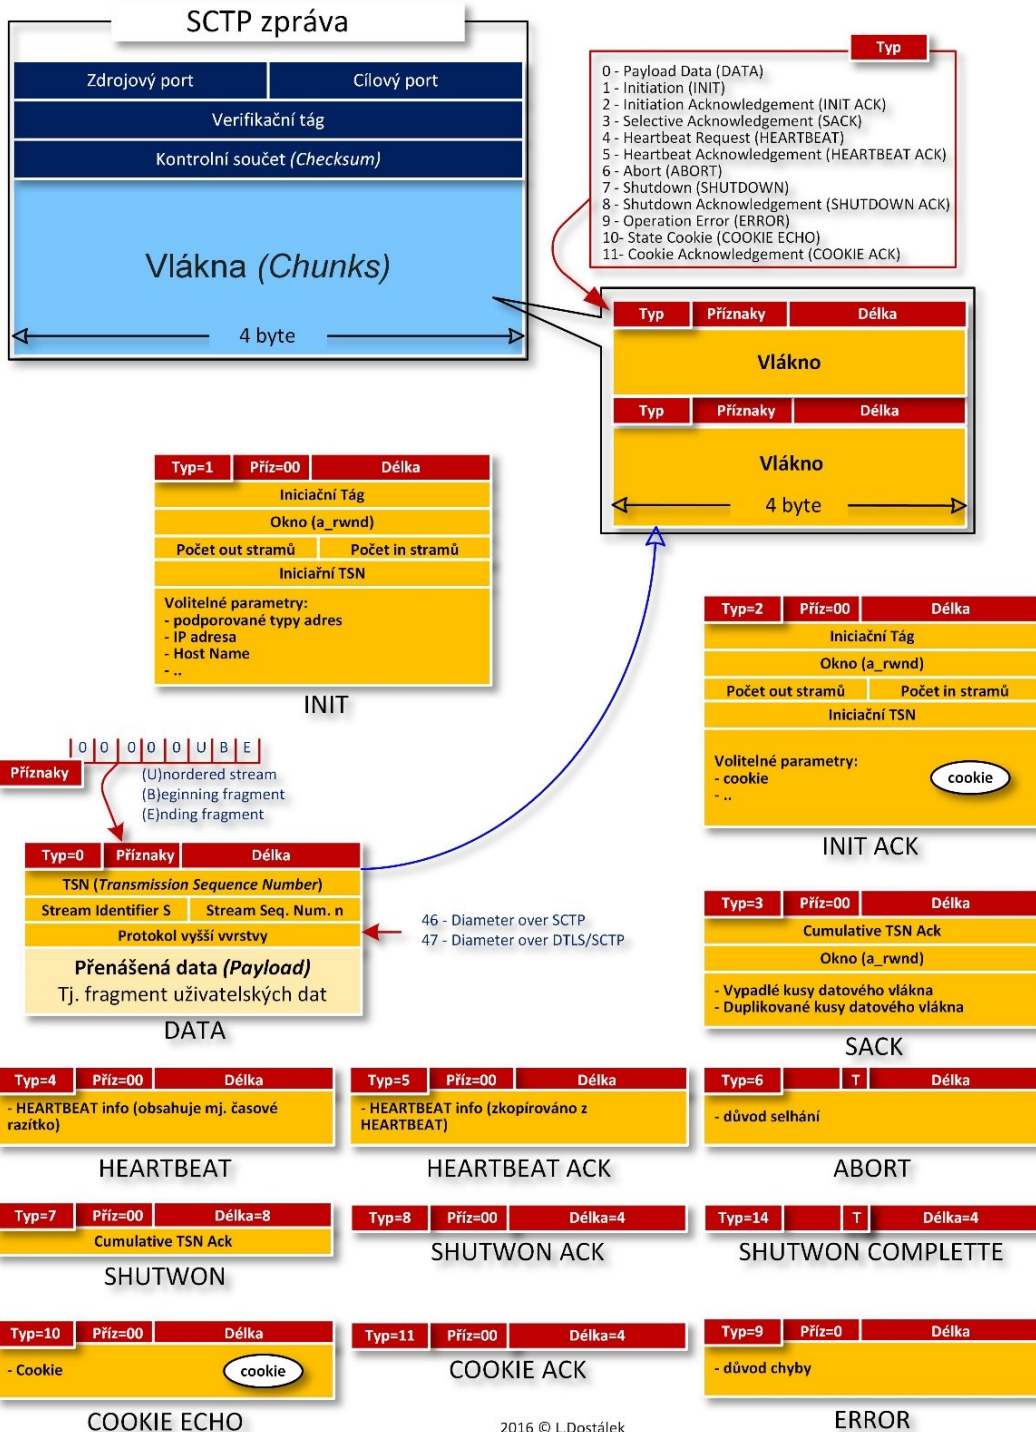 SCTP zpráva
Zdrojový port
Cílový port
Verifikační tág
Kontrolní součet (Checksum)
Vlákna (Chunks)
4 byte
Typ
0 - Payload Data (DATA)
1 - Initiation (INIT)
2 - Initiation Acknowledgement (INIT ACK)
3 - Selective Acknowledgement (SACK)
4 - Heartbeat Request (HEARTBEAT)
5 - Heartbeat Acknowledgement (HEARTBEAT ACK)
6 - Abort (ABORT)
7 - Shutdown (SHUTDOWN)
8 - Shutdown Acknowledgement (SHUTDOWN ACK)
9 - Operation Error (ERROR)
10- State Cookie (COOKIE ECHO)
11- Cookie Acknowledgement (COOKIE ACK)
Typ Příznaky Délka
Vlákno
Typ Příznaky Délka
Vlákno
4 byte
Typ=1 Příz=00 Délka
Iniciační Tág
Okno (a_rwnd)
Počet out stramů Počet in stramů
Iniciařní TSN
Volitelné parametry:
- podporované typy adres
- IP adresa
- Host Name
- ..
INIT
Typ=2 Příz=00 Délka
Iniciační Tág
Okno (a_rwnd)
Počet out stramů Počet in stramů
Iniciační TSN
Volitelné parametry:
- cookie
- ..
cookie
INIT ACK
0 0 0 0 0 U B E
Příznaky
(U)nordered stream
(B)eginning fragment
(E)nding fragment
Typ=0 Příznaky Délka
TSN (Transmission Sequence Number)
Stream Identifier S Stream Seq. Num. n
Protokol vyšší vvrstvy
Přenášená data (Payload)
Tj. fragment uživatelských dat
DATA
46 - Diameter over SCTP
47 - Diameter over DTLS/SCTP
Typ=3 Příz=00 Délka
Cumulative TSN Ack
Okno (a_rwnd)
- Vypadlé kusy datového vlákna
- Duplikované kusy datového vlákna
SACK
Typ=4 Příz=00 Délka
- HEARTBEAT info (obsahuje mj. časové
razítko)
HEARTBEAT
Typ=5 Příz=00 Délka
- HEARTBEAT info (zkopírováno z
HEARTBEAT)
HEARTBEAT ACK
Typ=6 T Délka
- důvod selhání
ABORT
Typ=7 Příz=00 Délka=8
Cumulative TSN Ack
SHUTWON
Typ=8 Příz=00 Délka=4
SHUTWON ACK
Typ=14 T Délka=4
SHUTWON COMPLETTE
Typ=10 Příz=00 Délka
- Cookie
cookie
COOKIE ECHO
Typ=11 Příz=00 Délka=4
COOKIE ACK
Typ=9 Příz=0 Délka
- důvod chyby
ERROR
2016 © L.Dostálek